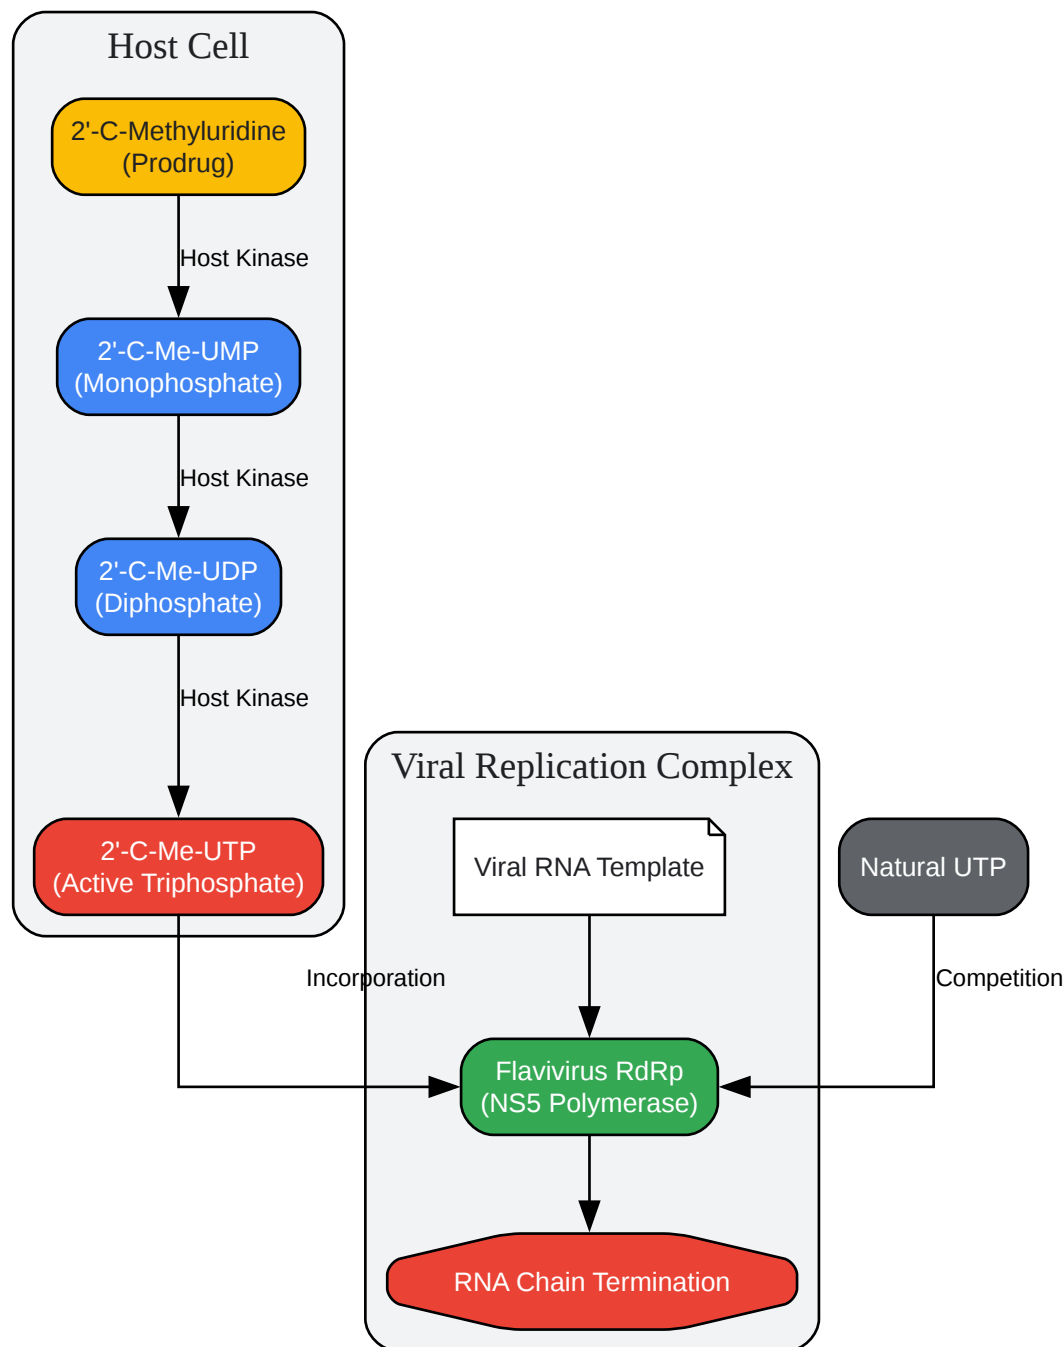 Host Cell
2'-C-Methyluridine
(Prodrug)
Host Kinase
2'-C-Me-UMP
(Monophosphate)
Host Kinase
2'-C-Me-UDP
(Diphosphate)
Host Kinase
2'-C-Me-UTP
(Active Triphosphate)
Viral Replication Complex
Viral RNA Template
Natural UTP
Incorporation
Competition
Flavivirus RdRp
(NS5 Polymerase)
RNA Chain Termination